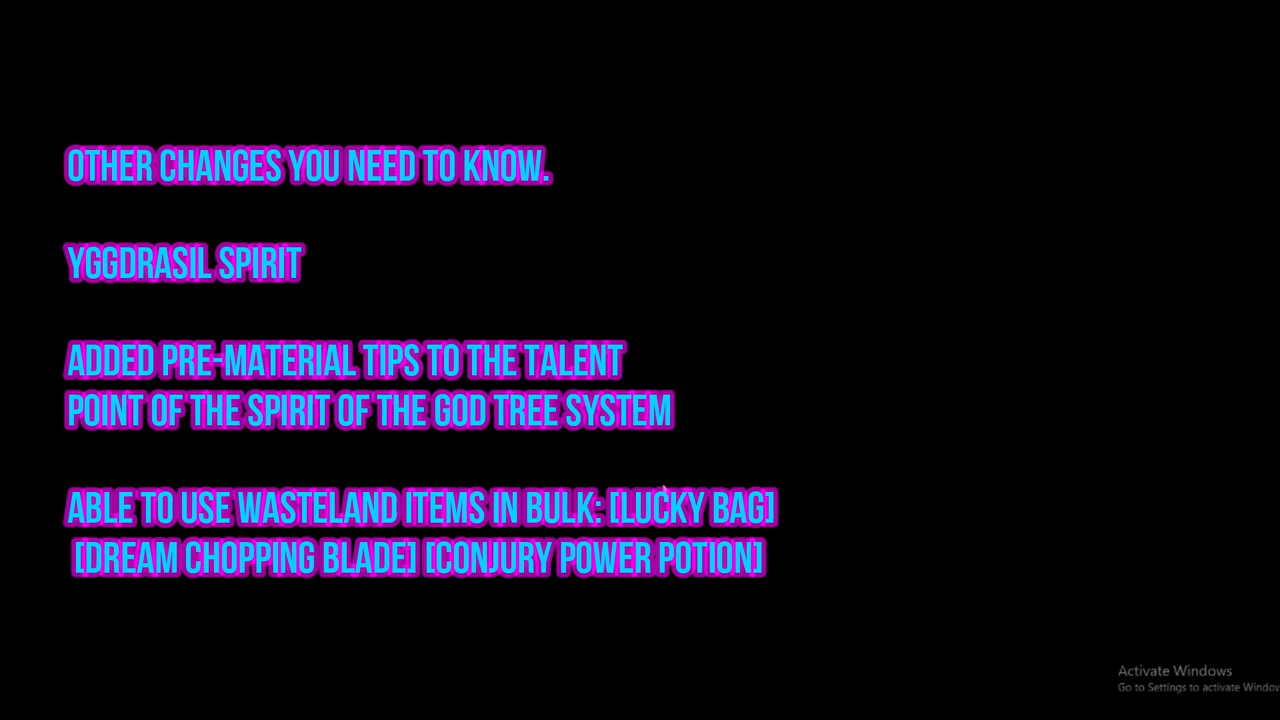 OTHER CHANGES YOU NEED TO KNOW.
YGGDRASIL SPIRIT
ADDED PRE-MATERIAL TIPS TO THE TALENT
POINT OF THE SPIRIT OF THE GOD TREE SYSTEM
ABLE TO USE WASTELAND ITEMS IN BULK: [LUCKY BAG]
[DREAM CHOPPING BLADE] [CONJURY POWER POTION]
Activate Windows
Go to Settings to activate Window